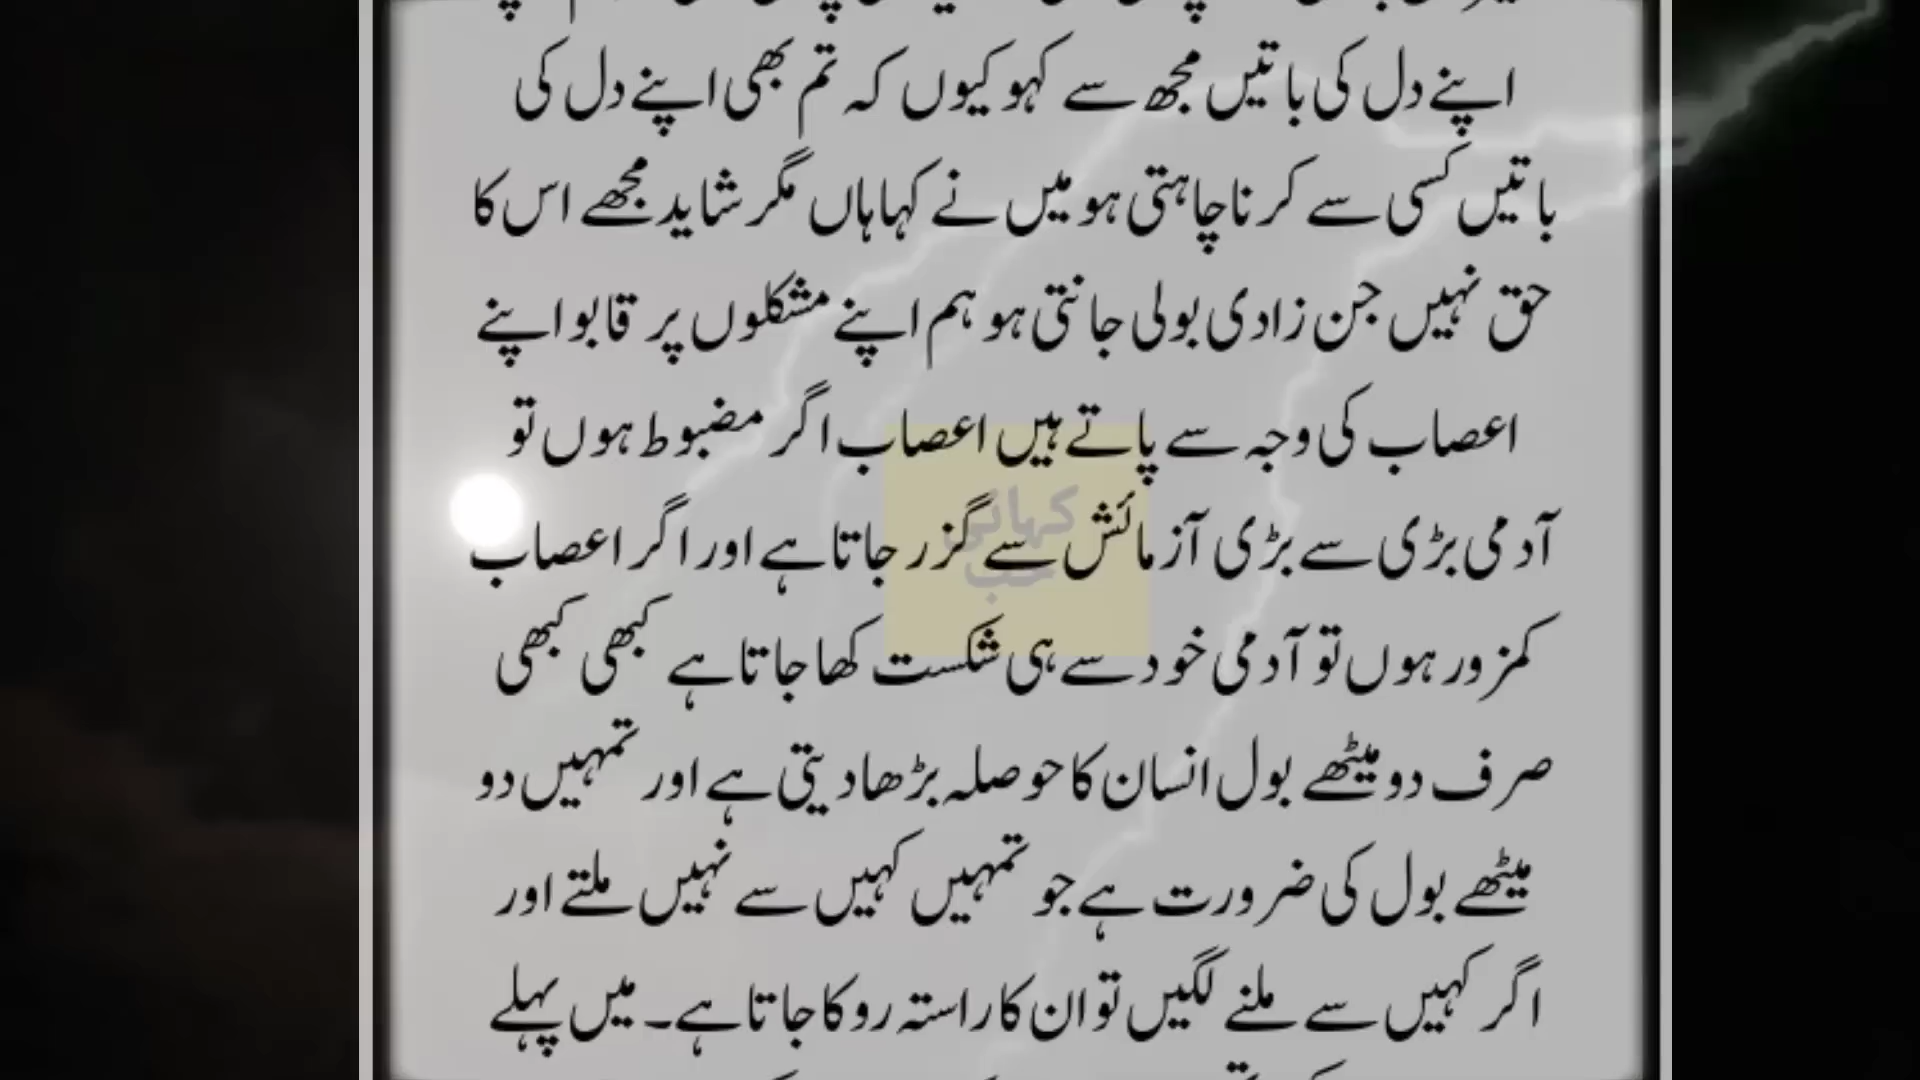 اپنے دل کی باتیں مجھ سے کہو کیوں کہ تم بھی اپنے دل کی
باتیں کسی سے کرنا چاہتی ہو میں نے کہا ہاں مگر شاید مجھے اس کا
حق نہیں جن زادی بولی جانتی ہو ہم اپنے مشکلوں پر قابو اپنے
اعصاب کی وجہ سے پاتے ہیں اعصاب اگر مضبوط ہوں تو
آدمی بڑی سے بڑی آزمائش سے گزر جاتا ہے اور اگر اعصاب
کمزور ہوں تو آدمی خود سے ہی شکست کھا جاتا ہے کبھی کبھی
صرف دو میٹھے بول انسان کا حوصلہ بڑھا دیتی ہے اور تمہیں دو
میٹھے بول کی ضرورت ہے جو تمہیں کہیں سے نہیں ملتے اور
اگر کہیں سے ملنے لگیں تو ان کا راستہ روکا جاتا ہے۔ میں پہلے
کہانی